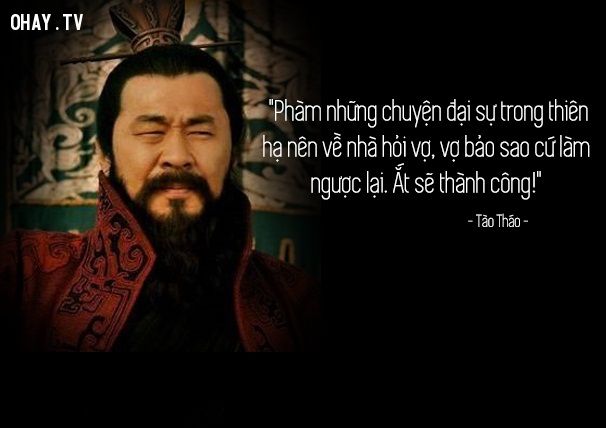 OHAY.TV
"Phàm những chuyện đại sự trong thiên
hạ nên về nhà hỏi vợ, vợ bảo sao cứ làm
ngược lại. Ắt sẽ thành công!"
- Tào Tháo -